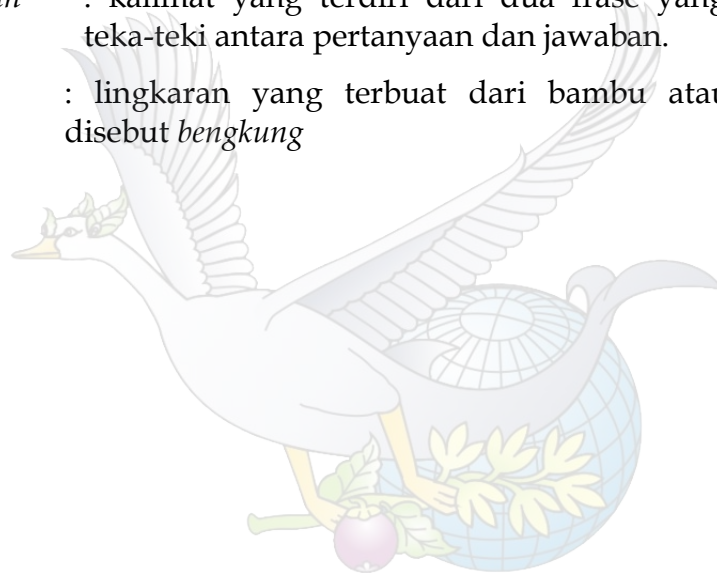 : kalimat yang terdiri dari dua frase yang
teka-teki antara pertanyaan dan jawaban.
: lingkaran yang terbuat dari bambu atau
disebut bengkung